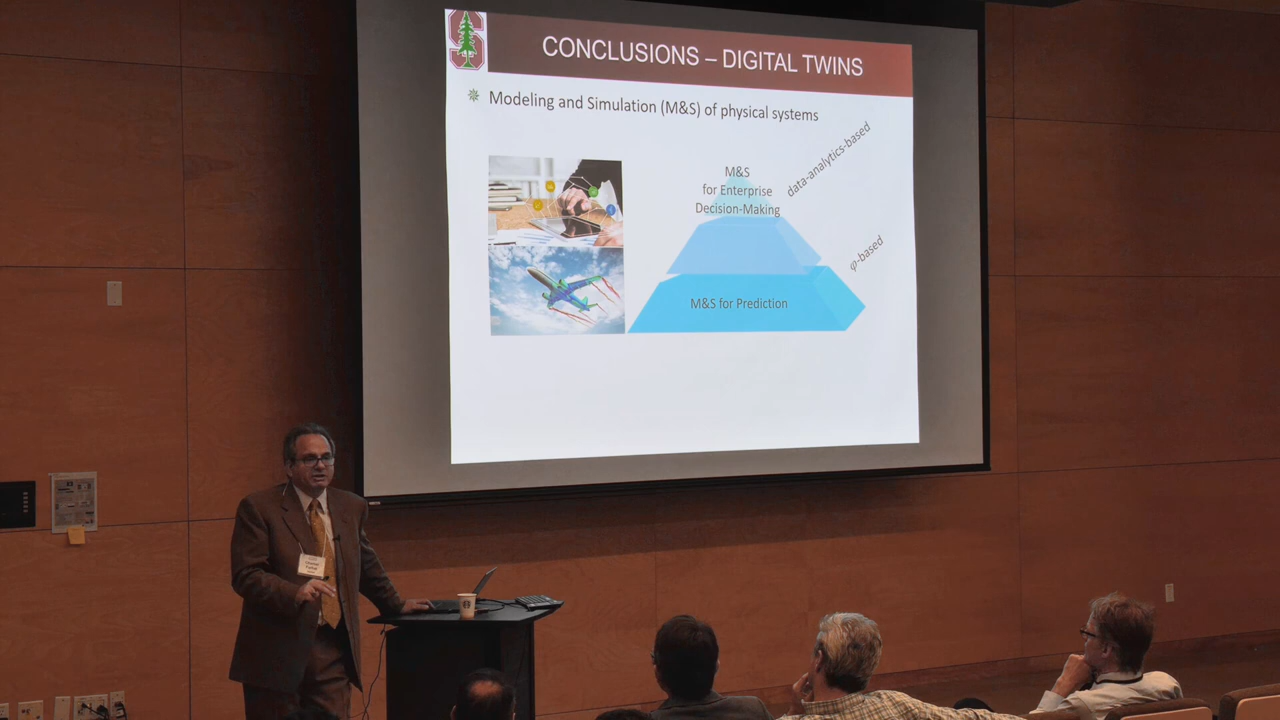 S
CONCLUSIONS – DIGITAL TWINS
Modeling and Simulation (M&S) of physical systems
M&S
for Enterprise
Decision-Making
data-analytics-based
φ-based
M&S for Prediction